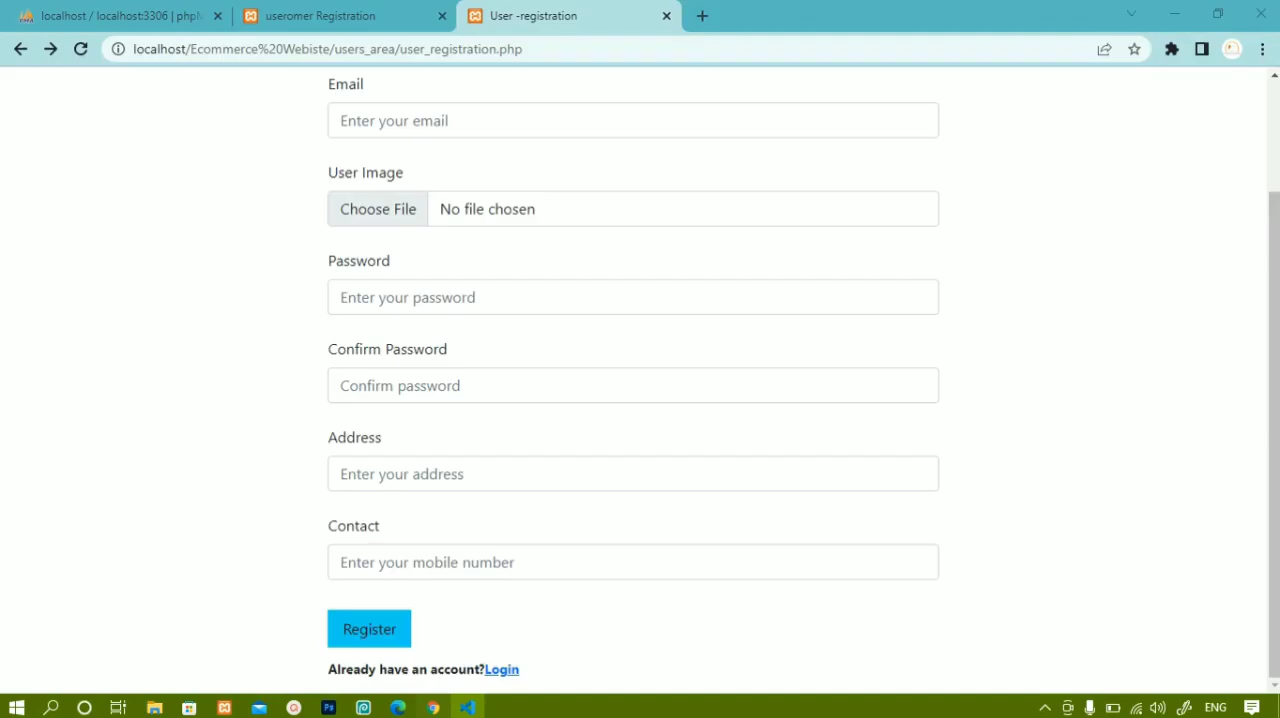 localhost / localhost:3306 | phpM
useromer Registration
User -registration
localhost/Ecommerce%20Webiste/users_area/user_registration.php
Email
Enter your email
User Image
Choose File No file chosen
Password
Enter your password
Confirm Password
Confirm password
Address
Enter your address
Contact
Enter your mobile number
Register
Already have an account?Login
Ps
ENG